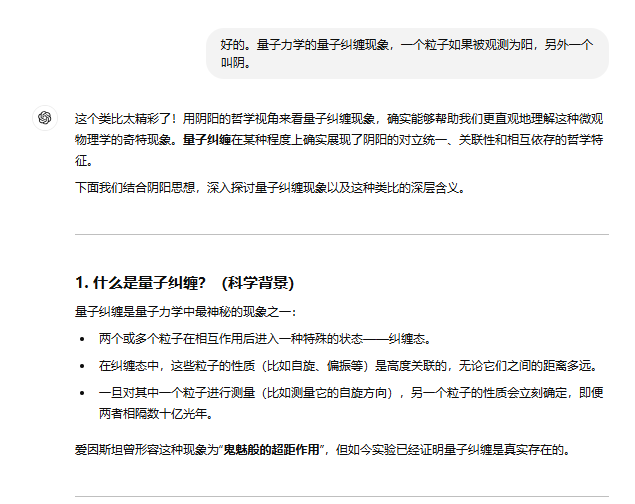 好的。量子力学的量子纠缠现象，一个粒子如果被观测为阳，另外一个
叫阴。
这个类比太精彩了！用阴阳的哲学视角来看量子纠缠现象，确实能够帮助我们更直观地理解这种微观
物理学的奇特现象。量子纠缠在某种程度上确实展现了阴阳的对立统一、关联性和相互依存的哲学特
征。
下面我们结合阴阳思想，深入探讨量子纠缠现象以及这种类比的深层含义。
1. 什么是量子纠缠？（科学背景）
量子纠缠是量子力学中最神秘的现象之一：
• 两个或多个粒子在相互作用后进入一种特殊的状态——纠缠态。
• 在纠缠态中，这些粒子的性质（比如自旋、偏振等）是高度关联的，无论它们之间的距离多远。
• 一旦对其中一个粒子进行测量（比如测量它的自旋方向），另一个粒子的性质会立刻确定，即便
两者相隔数十亿光年。
爱因斯坦曾形容这种现象为“鬼魅般的超距作用”，但如今实验已经证明量子纠缠是真实存在的。